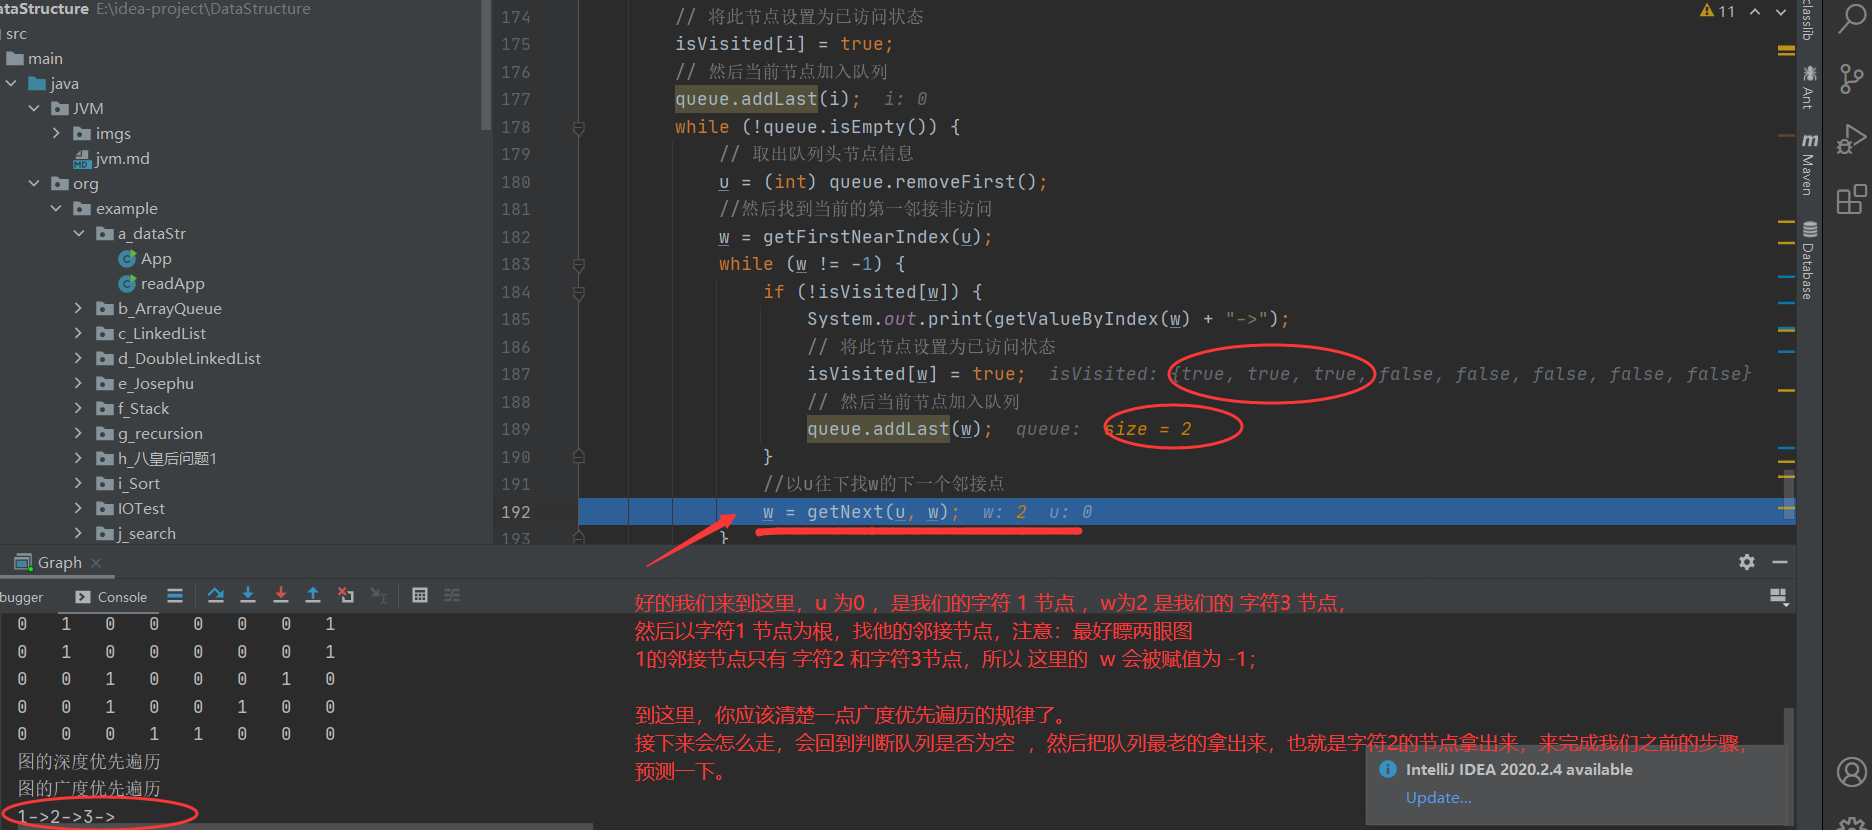 ataStructure E:\idea-project\DataStructure
src
main
java
JVM
imgs
jvm.md
org
example
a_dataStr
App
readApp
b_ArrayQueue
c_LinkedList
d_DoubleLinkedList
e_Josephu
f_Stack
g_recursion
h_八皇后问题1
i_Sort
IOTest
j_search
174 // 将此节点设置为已访问状态
175 isVisited[i] = true;
176 // 然后当前节点加入队列
177 queue.addLast(i); i: 0
178 while (!queue.isEmpty()) {
179 // 取出队列头节点信息
180 u = (int) queue.removeFirst();
181 //然后找到当前的第一邻接非访问
182 w = getFirstNearIndex(u);
183 while (w != -1) {
184 if (!isVisited[w]) {
185 System.out.print(getValueByIndex(w) + "->");
186 // 将此节点设置为已访问状态
187 isVisited[w] = true; isVisited: {true, true, true, false, false, false, false, false}
188 // 然后当前节点加入队列
189 queue.addLast(w); queue: size = 2
190 }
191 //以u往下找w的下一个邻接点
192 w = getNext(u, w); w: 2 u: 0
193 }
11
classlib
Ant
Maven
Database
Graph
bugger Console
0 1 0 0 0 0 0 1
0 1 0 0 0 0 0 1
0 0 1 0 0 0 1 0
0 0 1 0 0 1 0 0
0 0 0 1 1 0 0 0
图的深度优先遍历
图的广度优先遍历
1->2->3->
好的我们来到这里，u 为0 ，是我们的字符 1 节点 ，w为2 是我们的 字符3 节点，
然后以字符1 节点为根，找他的邻接节点，注意：最好瞟两眼图
1的邻接节点只有 字符2 和字符3节点，所以 这里的 w 会被赋值为 -1；
到这里，你应该清楚一点广度优先遍历的规律了。
接下来会怎么走，会回到判断队列是否为空 ，然后把队列最老的拿出来，也就是字符2的节点拿出来，来完成我们之前的步骤，
预测一下。
IntelliJ IDEA 2020.2.4 available
Update...